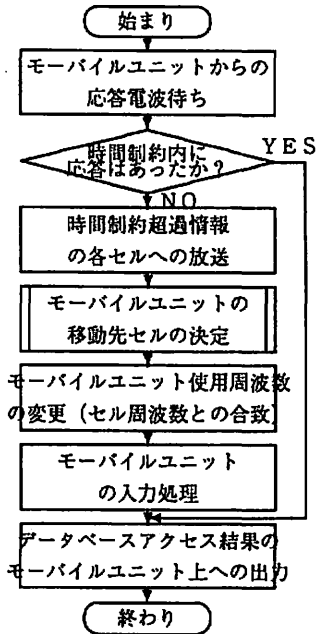 始まり
モーバイルユニットからの
応答電波待ち
時間制約内に
応答はあったか？
YES
NO
時間制約超過情報
の各セルへの放送
モーバイルユニットの
移動先セルの決定
モーバイルユニット使用周波数
の変更（セル周波数との合致）
モーバイルユニット
の入力処理
データベースアクセス結果の
モーバイルユニット上への出力
終わり